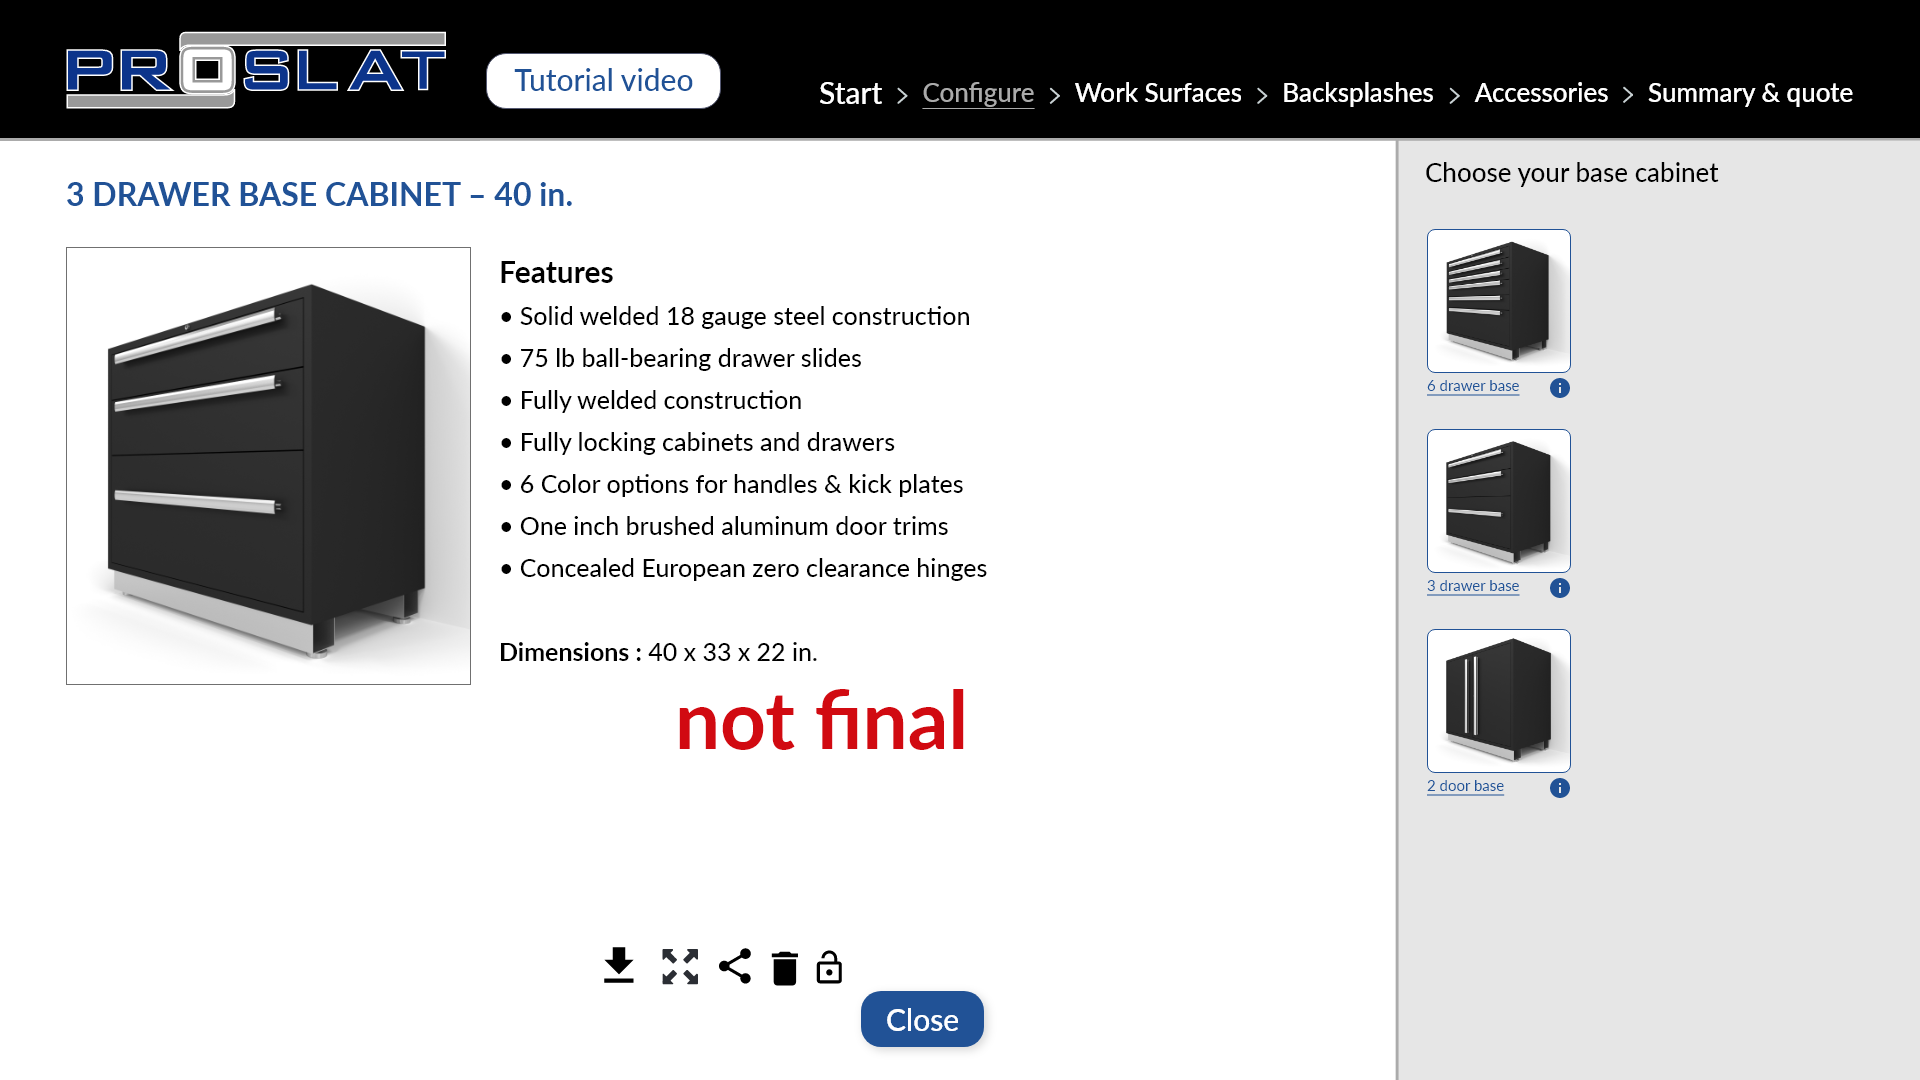 PROSLAT
Tutorial video
Start > Configure > Work Surfaces > Backsplashes > Accessories > Summary & quote
3 DRAWER BASE CABINET – 40 in.
Features
• Solid welded 18 gauge steel construction
• 75 lb ball-bearing drawer slides
• Fully welded construction
• Fully locking cabinets and drawers
• 6 Color options for handles & kick plates
• One inch brushed aluminum door trims
• Concealed European zero clearance hinges
Dimensions : 40 x 33 x 22 in.
not final
Close
Choose your base cabinet
6 drawer base i
3 drawer base i
2 door base i